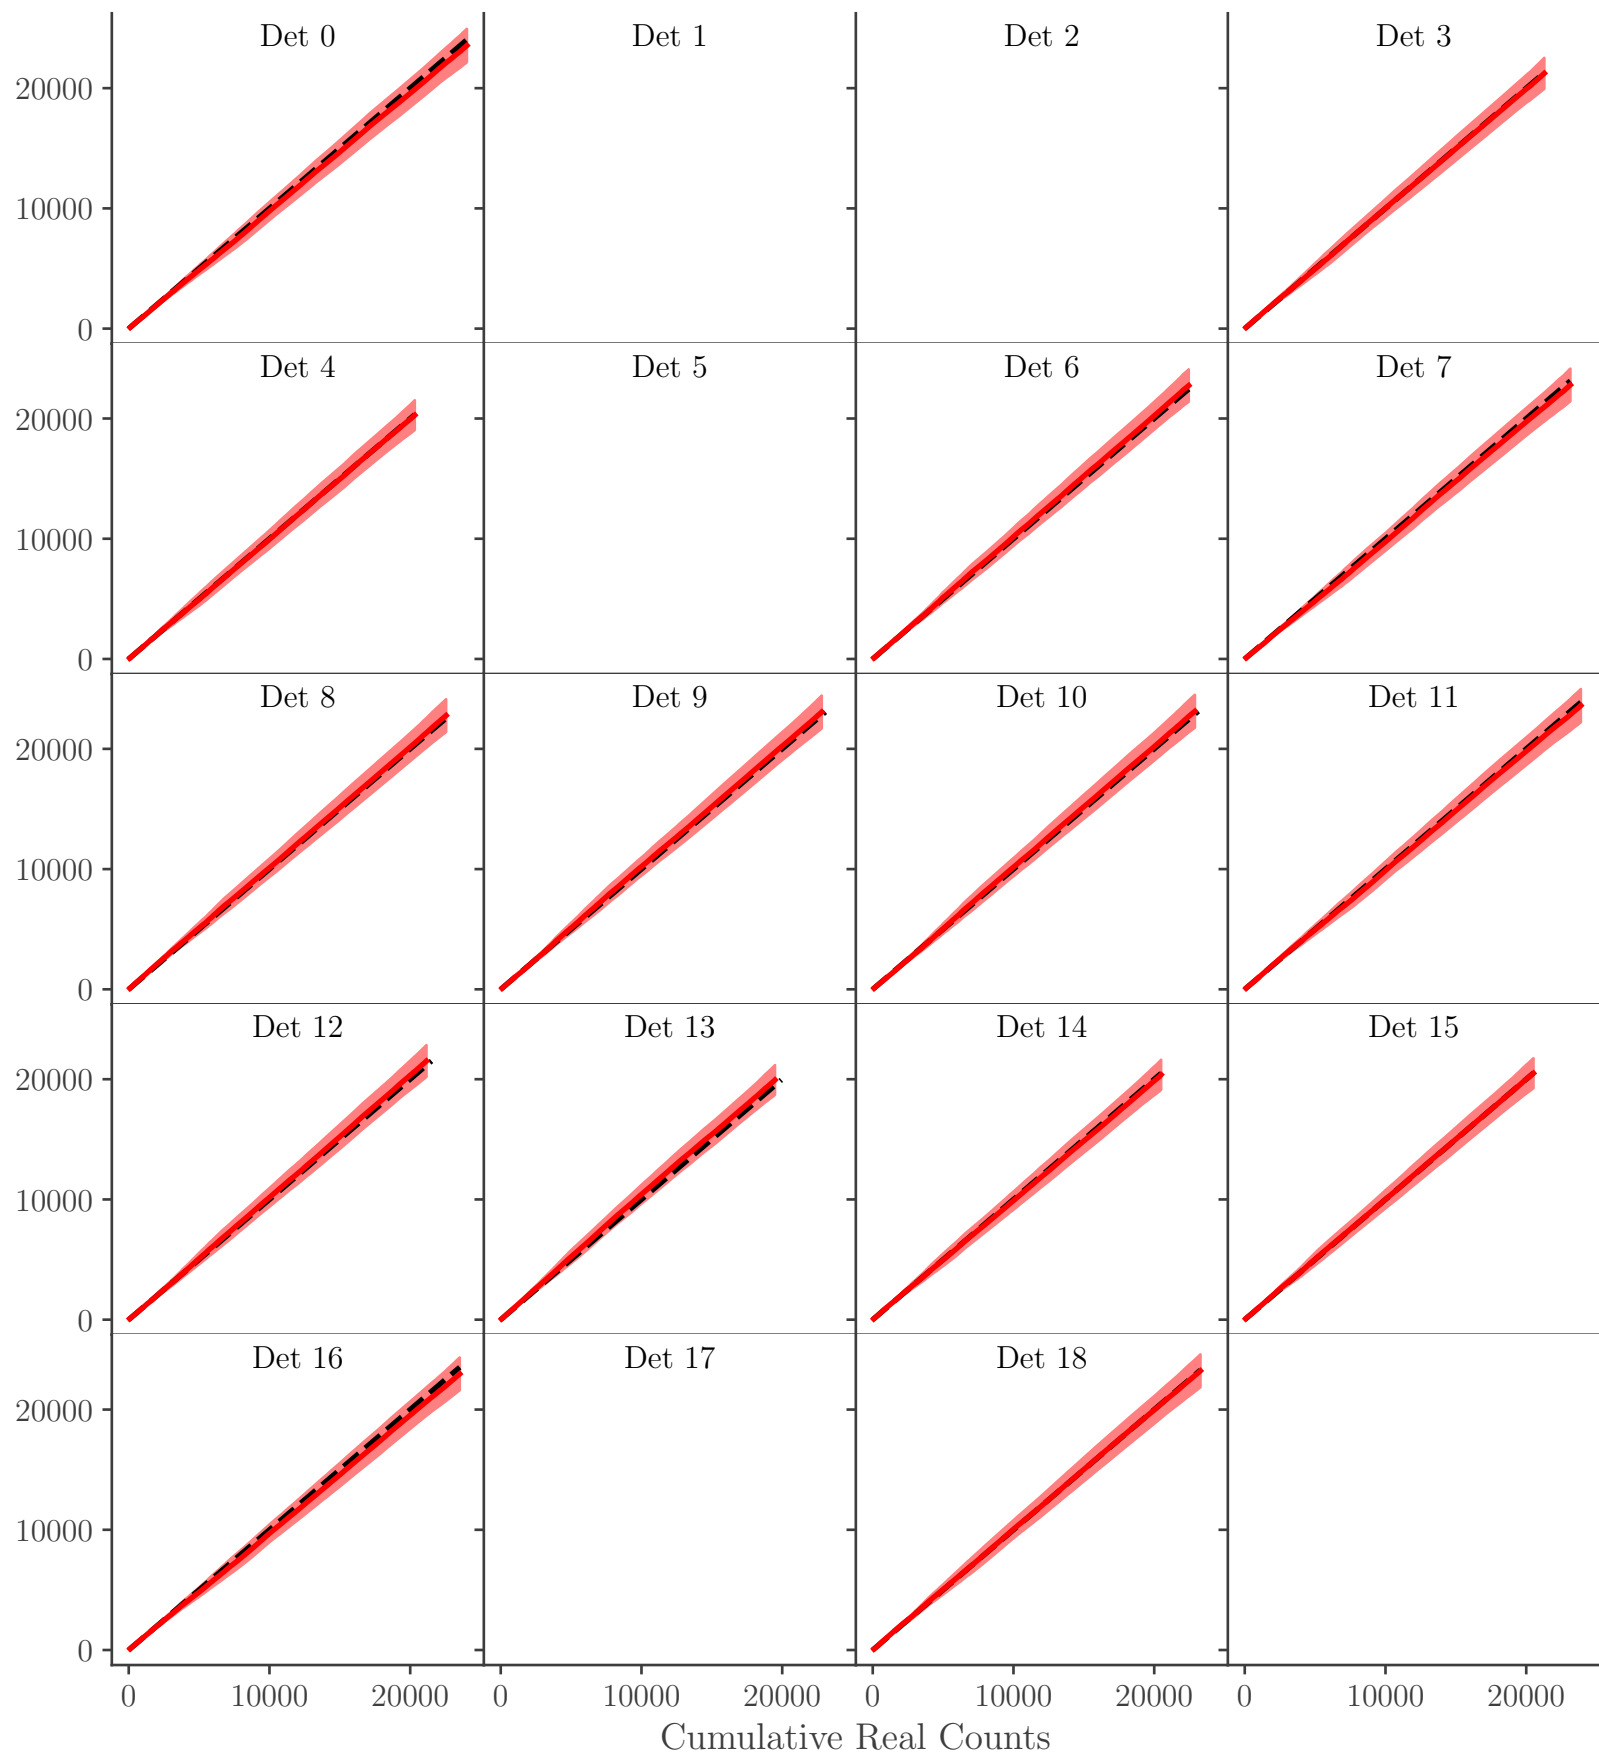 Det 0 Det 1 Det 2 Det 3
20000
10000
0
Det 4 Det 5 Det 6 Det 7
20000
10000
0
Det 8 Det 9 Det 10 Det 11
20000
10000
0
Det 12 Det 13 Det 14 Det 15
20000
10000
0
Det 16 Det 17 Det 18
20000
10000
0
0 10000 20000 0 10000 20000 0 10000 20000 0 10000 20000
Cumulative Real Counts